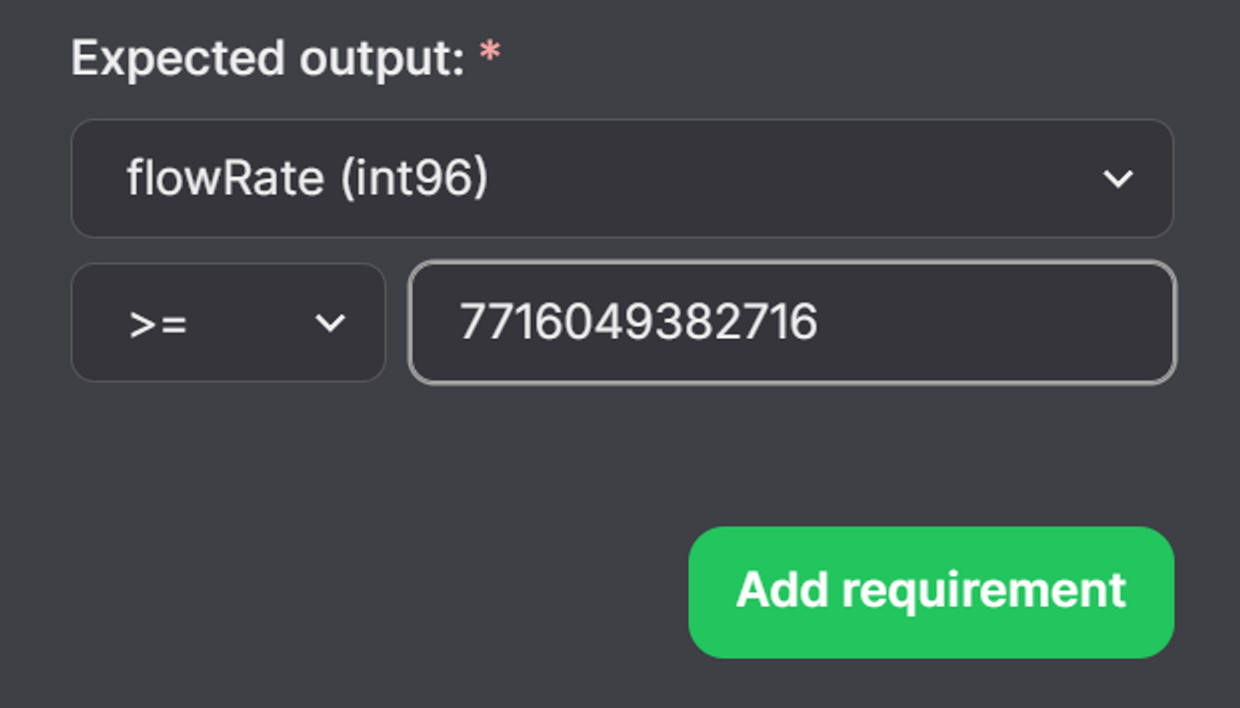 Expected output: *
flowRate (int96)
>= 7716049382716
Add requirement